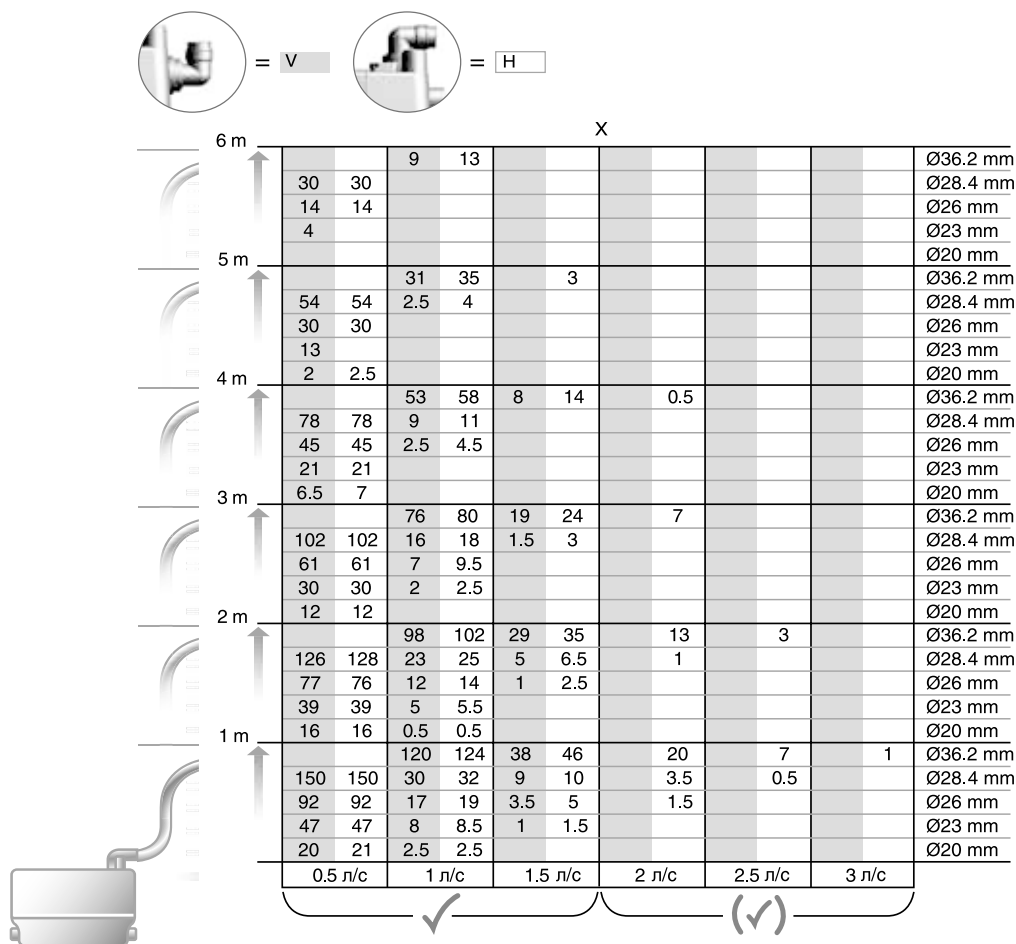 = V = H
X
6 m
9 13 Ø36.2 mm
30 30 Ø28.4 mm
14 14 Ø26 mm
4 Ø23 mm
Ø20 mm
5 m
31 35 3 Ø36.2 mm
54 54 2.5 4 Ø28.4 mm
30 30 Ø26 mm
13 Ø23 mm
2 2.5 Ø20 mm
4 m
53 58 8 14 0.5 Ø36.2 mm
78 78 9 11 Ø28.4 mm
45 45 2.5 4.5 Ø26 mm
21 21 Ø23 mm
6.5 7 Ø20 mm
3 m
76 80 19 24 7 Ø36.2 mm
102 102 16 18 1.5 3 Ø28.4 mm
61 61 7 9.5 Ø26 mm
30 30 2 2.5 Ø23 mm
12 12 Ø20 mm
2 m
98 102 29 35 13 3 Ø36.2 mm
126 128 23 25 5 6.5 1 Ø28.4 mm
77 76 12 14 1 2.5 Ø26 mm
39 39 5 5.5 Ø23 mm
16 16 0.5 0.5 Ø20 mm
1 m
120 124 38 46 20 7 1 Ø36.2 mm
150 150 30 32 9 10 3.5 0.5 Ø28.4 mm
92 92 17 19 3.5 5 1.5 Ø26 mm
47 47 8 8.5 1 1.5 Ø23 mm
20 21 2.5 2.5 Ø20 mm
0.5 л/с 1 л/с 1.5 л/с 2 л/с 2.5 л/с 3 л/с
✓ (✓)